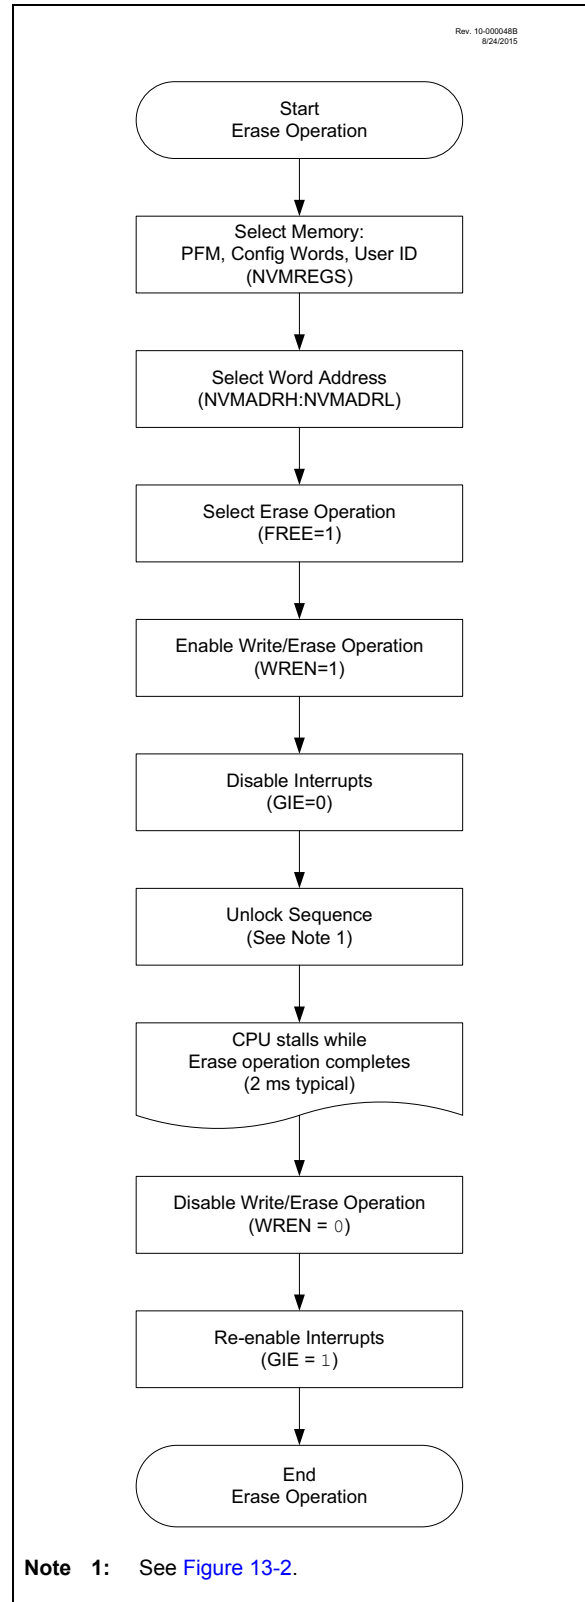 Rev. 10-000048B
8/24/2015
Start
Erase Operation
Select Memory:
PFM, Config Words, User ID
(NVMREGS)
Select Word Address
(NVMADRH:NVMADRL)
Select Erase Operation
(FREE=1)
Enable Write/Erase Operation
(WREN=1)
Disable Interrupts
(GIE=0)
Unlock Sequence
(See Note 1)
CPU stalls while
Erase operation completes
(2 ms typical)
Disable Write/Erase Operation
(WREN = 0)
Re-enable Interrupts
(GIE = 1)
End
Erase Operation
Note 1: See Figure 13-2.